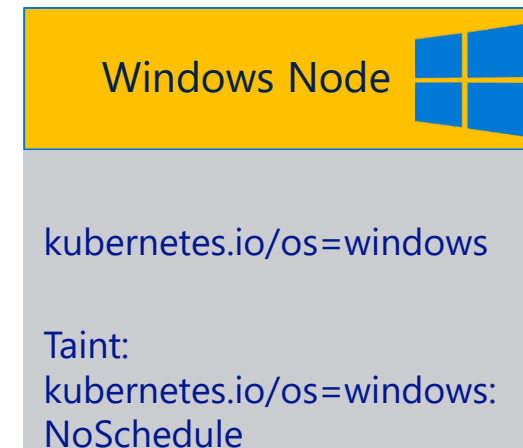 Windows Node
kubernetes.io/os=windows
Taint:
kubernetes.io/os=windows:
NoSchedule